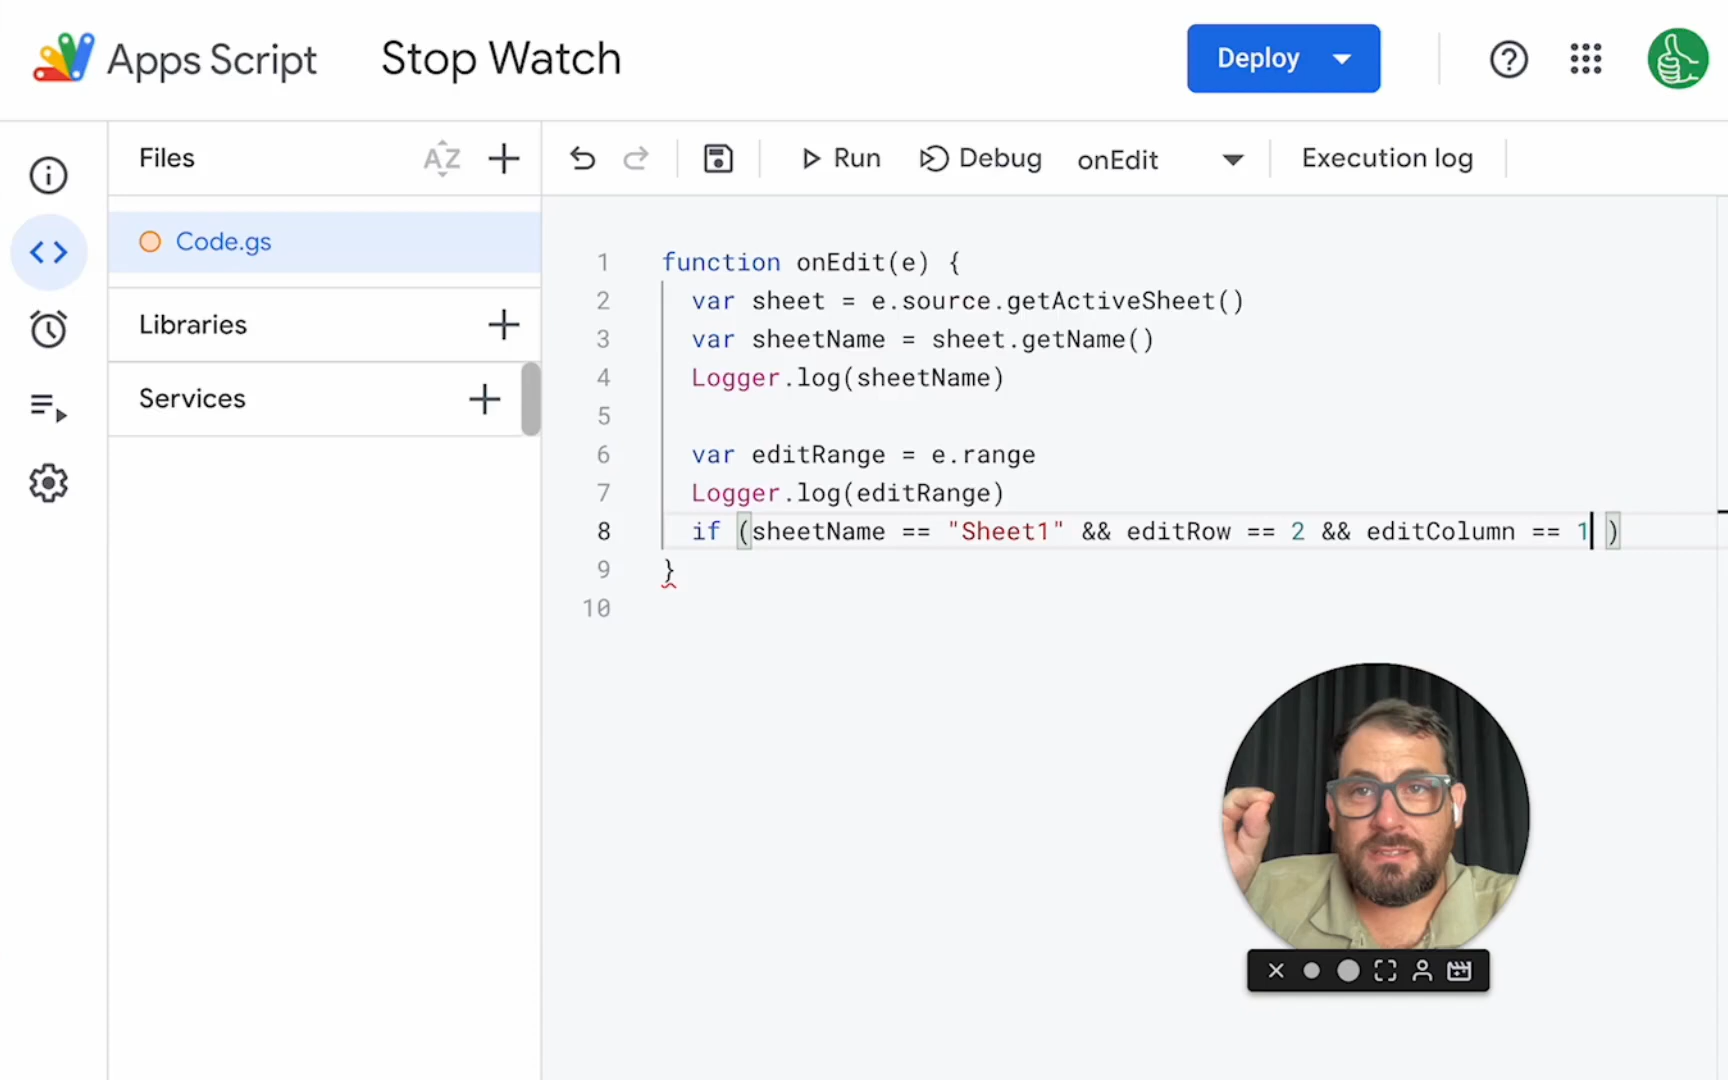 Apps Script
Stop Watch
Deploy
Files
AZ
Run
Debug
onEdit
Execution log
Code.gs
Libraries
Services
1 function onEdit(e) {
2 var sheet = e.source.getActiveSheet()
3 var sheetName = sheet.getName()
4 Logger.log(sheetName)
5
6 var editRange = e.range
7 Logger.log(editRange)
8 if (sheetName == "Sheet1" && editRow == 2 && editColumn == 1 )
9 }
10